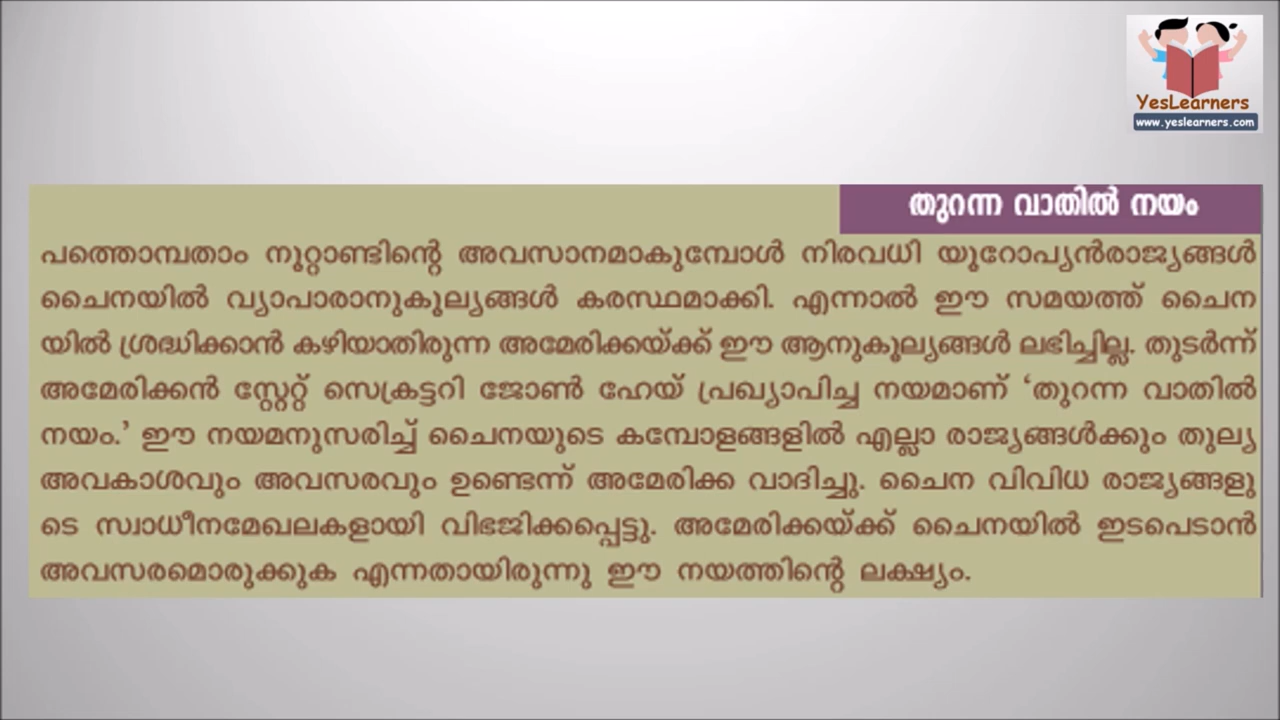 YesLearners
www.yeslearners.com
തുറന്ന വാതിൽ നയം
പത്തൊമ്പതാം നൂറ്റാണ്ടിന്റെ അവസാനമാകുമ്പോൾ നിരവധി യൂറോപ്യൻരാജ്യങ്ങൾ
ചൈനയിൽ വ്യാപാരാനുകൂല്യങ്ങൾ കരസ്ഥമാക്കി. എന്നാൽ ഈ സമയത്ത് ചൈന
യിൽ ശ്രദ്ധിക്കാൻ കഴിയാതിരുന്ന അമേരിക്കയ്ക്ക് ഈ ആനുകൂല്യങ്ങൾ ലഭിച്ചില്ല. തുടർന്ന്
അമേരിക്കൻ സ്റ്റേറ്റ് സെക്രട്ടറി ജോൺ ഹേയ് പ്രഖ്യാപിച്ച നയമാണ് ‘തുറന്ന വാതിൽ
നയം.’ ഈ നയമനുസരിച്ച് ചൈനയുടെ കമ്പോളങ്ങളിൽ എല്ലാ രാജ്യങ്ങൾക്കും തുല്യ
അവകാശവും അവസരവും ഉണ്ടെന്ന് അമേരിക്ക വാദിച്ചു. ചൈന വിവിധ രാജ്യങ്ങളു
ടെ സ്വാധീനമേഖലകളായി വിഭജിക്കപ്പെട്ടു. അമേരിക്കയ്ക്ക് ചൈനയിൽ ഇടപെടാൻ
അവസരമൊരുക്കുക എന്നതായിരുന്നു ഈ നയത്തിന്റെ ലക്ഷ്യം.